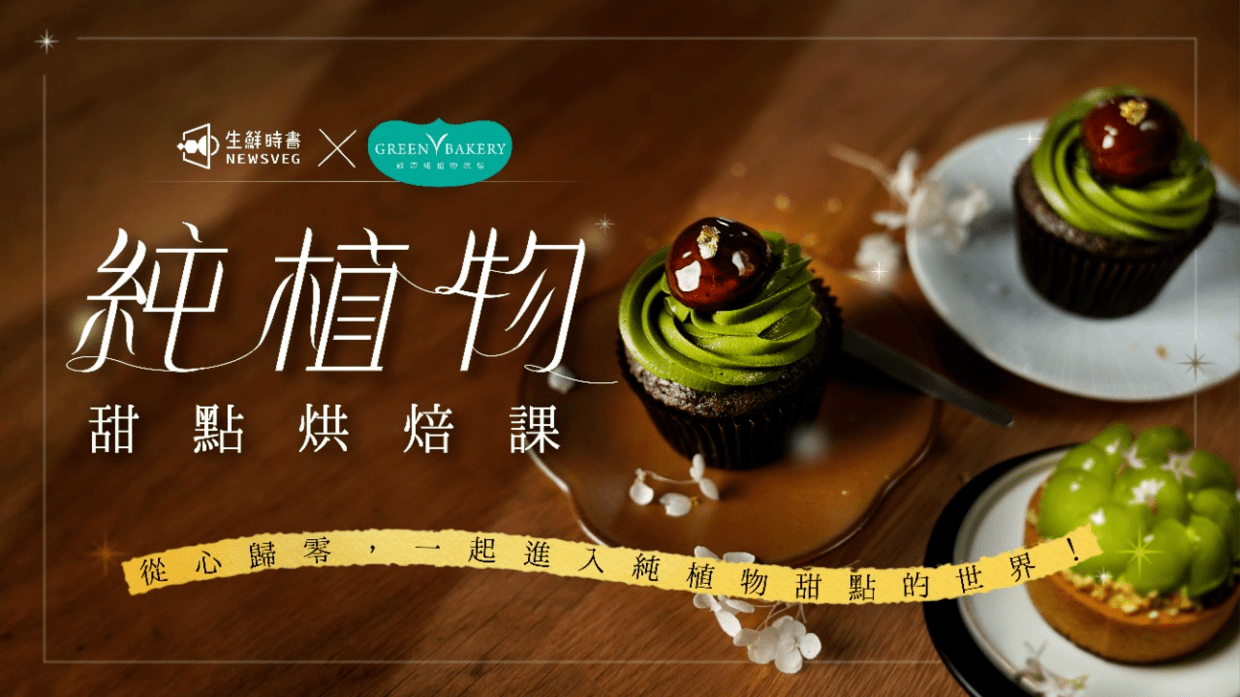 生鮮時書
NEWSVEG
GREEN V BAKERY
純植物
甜點烘焙課
從心歸零，一起進入純植物甜點的世界！